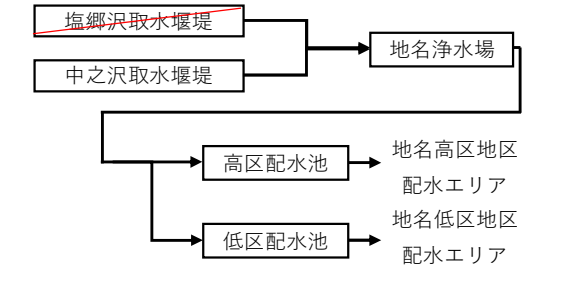 塩郷沢取水堰堤
中之沢取水堰堤
地名浄水場
高区配水池
地名高区地区
配水エリア
低区配水池
地名低区地区
配水エリア